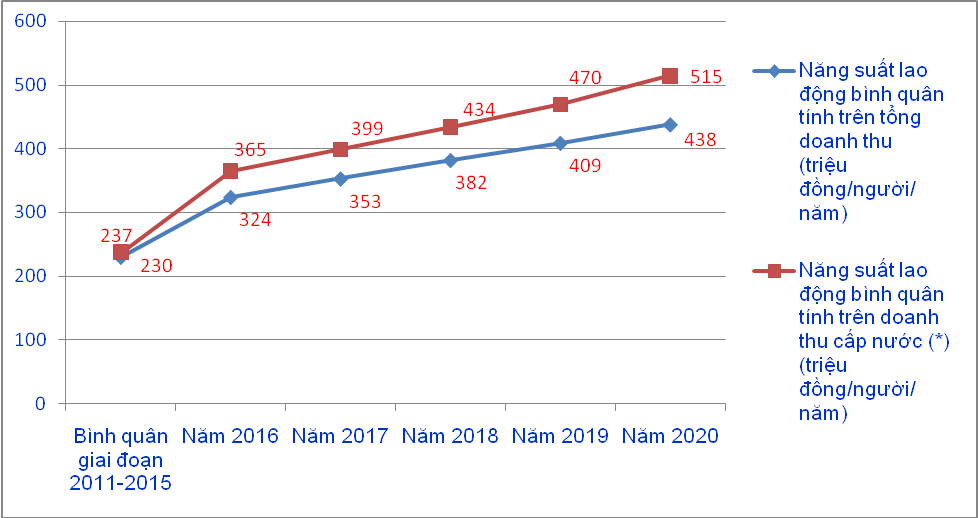 600
500
400
300
200
100
0
237
365
399
434
470
515
230
324
353
382
409
438
Bình quân
giai đoạn
2011-2015
Năm 2016
Năm 2017
Năm 2018
Năm 2019
Năm 2020
Năng suất lao
động bình quân
tính trên tổng
doanh thu
(triệu
đồng/người/
năm)
Năng suất lao
động bình quân
tính trên doanh
thu cấp nước (*)
(triệu
đồng/người/
năm)